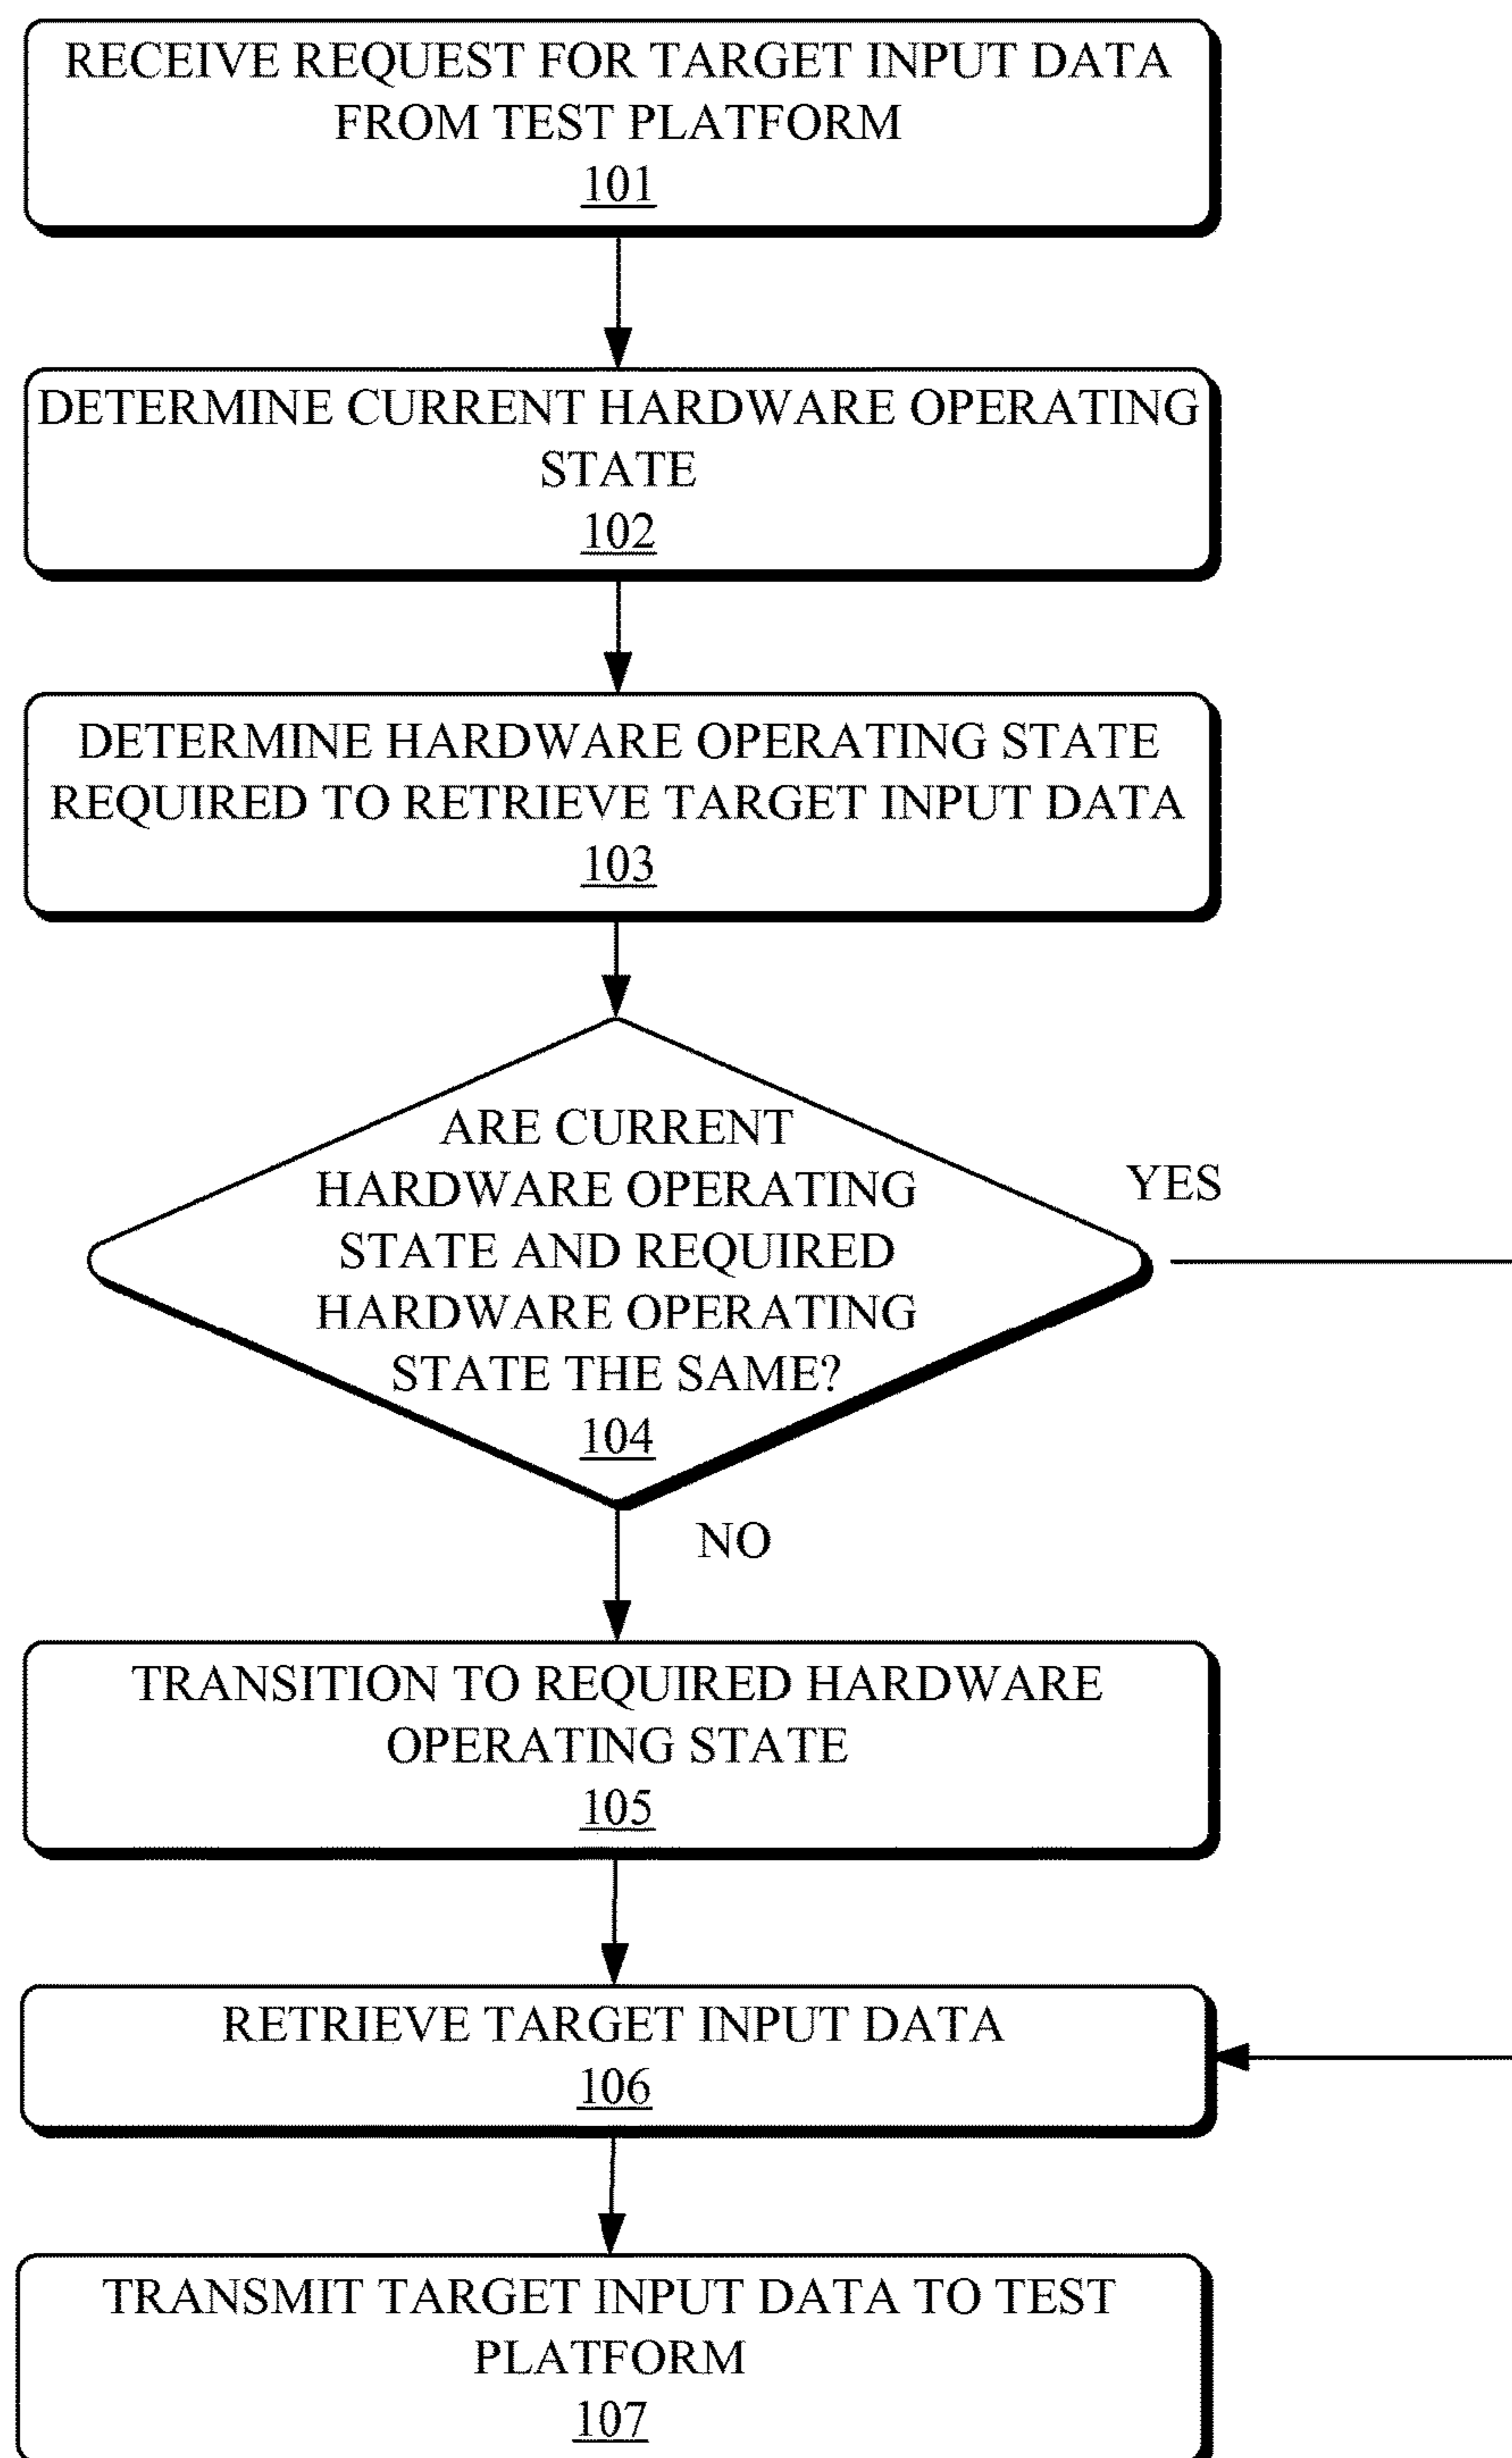 RECEIVE REQUEST FOR TARGET INPUT DATA
FROM TEST PLATFORM
101
DETERMINE CURRENT HARDWARE OPERATING
STATE
102
DETERMINE HARDWARE OPERATING STATE
REQUIRED TO RETRIEVE TARGET INPUT DATA
103
ARE CURRENT
HARDWARE OPERATING
STATE AND REQUIRED
HARDWARE OPERATING
STATE THE SAME?
104
YES
NO
TRANSITION TO REQUIRED HARDWARE
OPERATING STATE
105
RETRIEVE TARGET INPUT DATA
106
TRANSMIT TARGET INPUT DATA TO TEST
PLATFORM
107